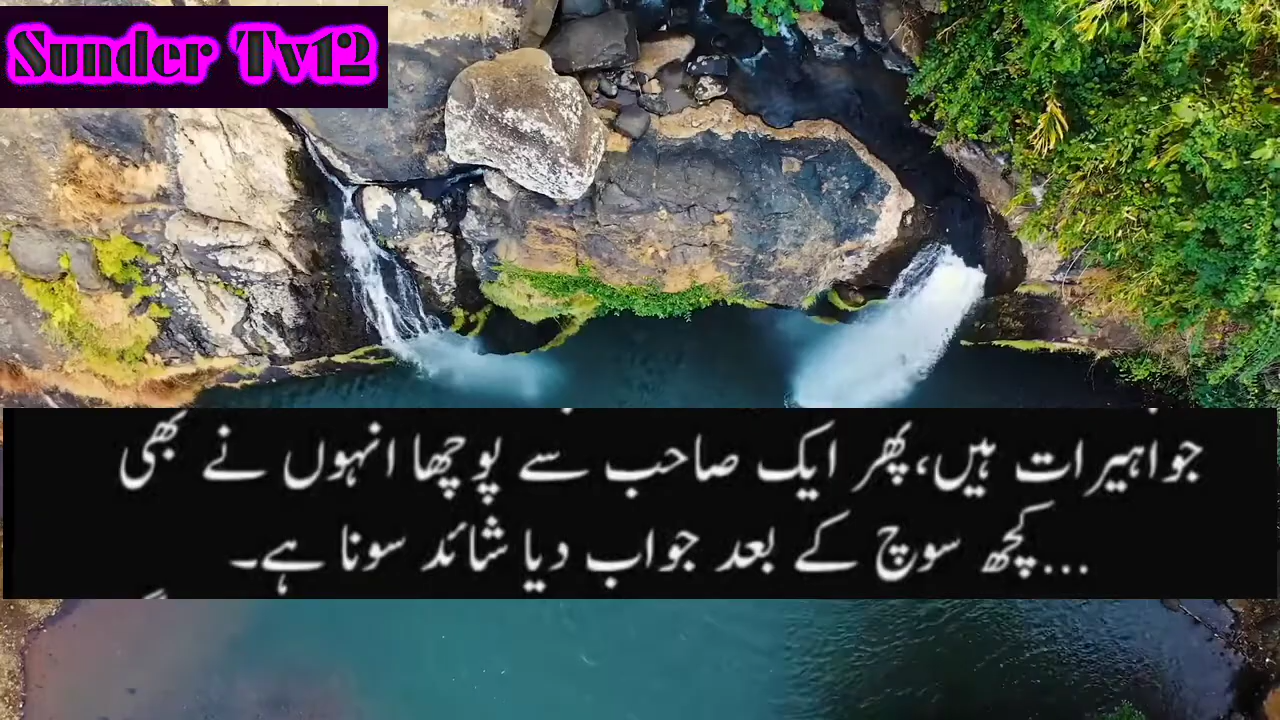 Sunder Tv12
جواہیرات ہیں،پھر ایک صاحب سے پوچھا انہوں نے بھی
...کچھ سوچ کے بعد جواب دیا شائد سونا ہے۔